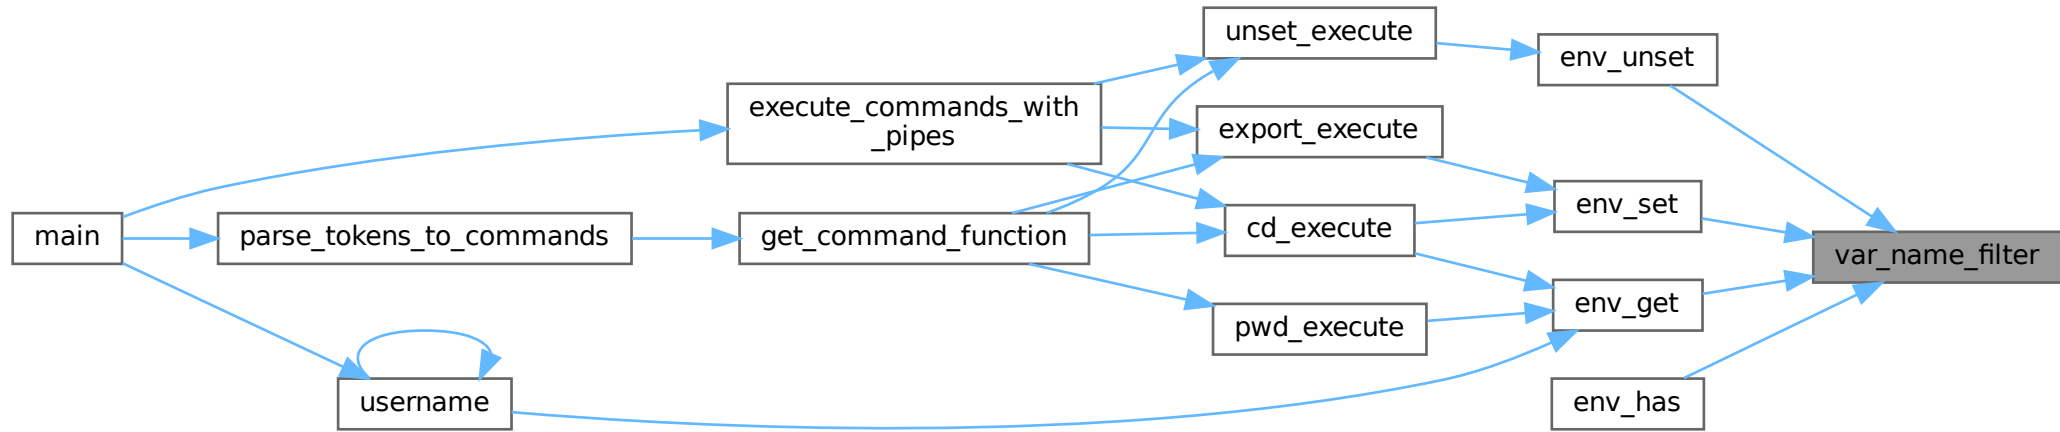 unset_execute
env_unset
execute_commands_with
_pipes
export_execute
env_set
main
parse_tokens_to_commands
get_command_function
cd_execute
var_name_filter
env_get
pwd_execute
username
env_has